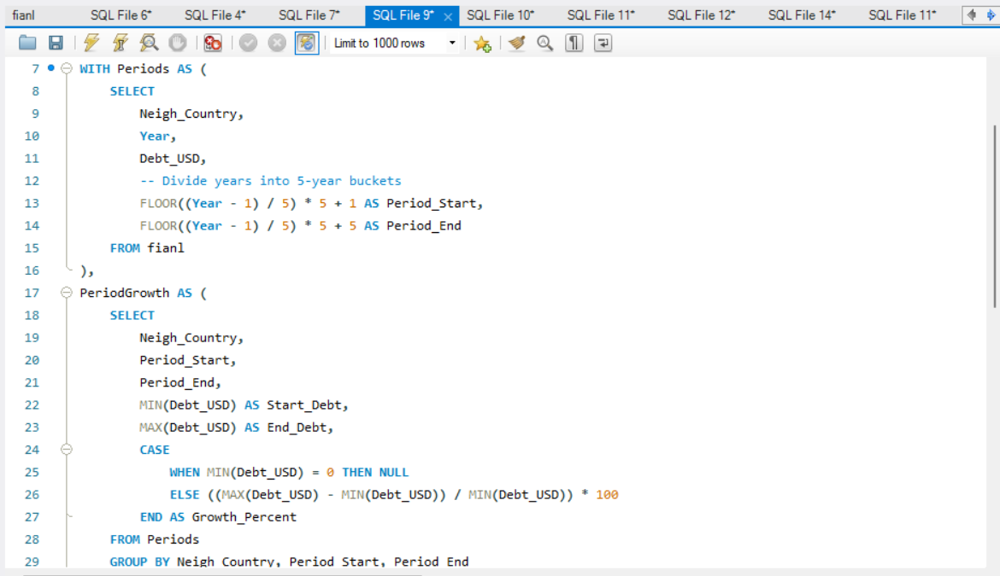 fianl SQL File 6* SQL File 4* SQL File 7* SQL File 9* SQL File 10* SQL File 11* SQL File 12* SQL File 14* SQL File 11*
Limit to 1000 rows
7 WITH Periods AS (
8 SELECT
9 Neigh_Country,
10 Year,
11 Debt_USD,
12 -- Divide years into 5-year buckets
13 FLOOR((Year - 1) / 5) * 5 + 1 AS Period_Start,
14 FLOOR((Year - 1) / 5) * 5 + 5 AS Period_End
15 FROM fianl
16 ),
17 PeriodGrowth AS (
18 SELECT
19 Neigh_Country,
20 Period_Start,
21 Period_End,
22 MIN(Debt_USD) AS Start_Debt,
23 MAX(Debt_USD) AS End_Debt,
24 CASE
25 WHEN MIN(Debt_USD) = 0 THEN NULL
26 ELSE ((MAX(Debt_USD) - MIN(Debt_USD)) / MIN(Debt_USD)) * 100
27 END AS Growth_Percent
28 FROM Periods
29 GROUP BY Neigh_Country, Period_Start, Period_End